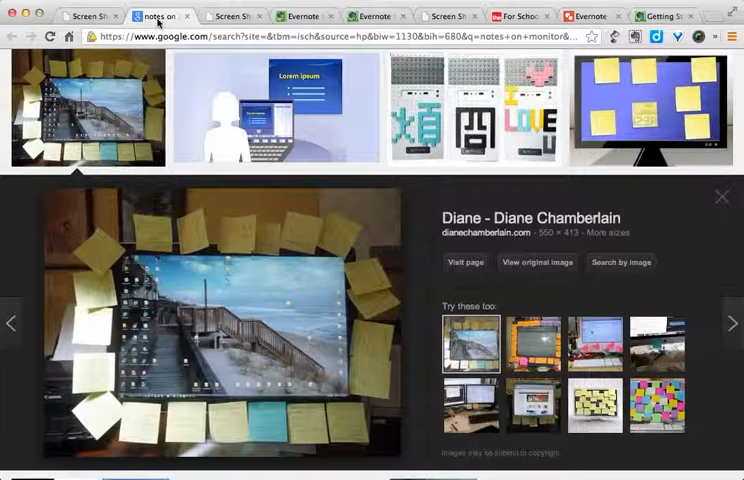 Screen Sh
notes on
Screen Sh
Evernote
Evernote
Screen Sh
For Schoo
Evernote
Getting St
https://www.google.com/search?site=&tbm=isch&source=hp&biw=1130&bih=680&q=notes+on+monitor&
Lorem ipsum
I
LOVE
U
Diane - Diane Chamberlain
dianechamberlain.com - 550 × 413 - More sizes
Visit page
View original image
Search by image
Try these too:
Images may be subject to copyright.